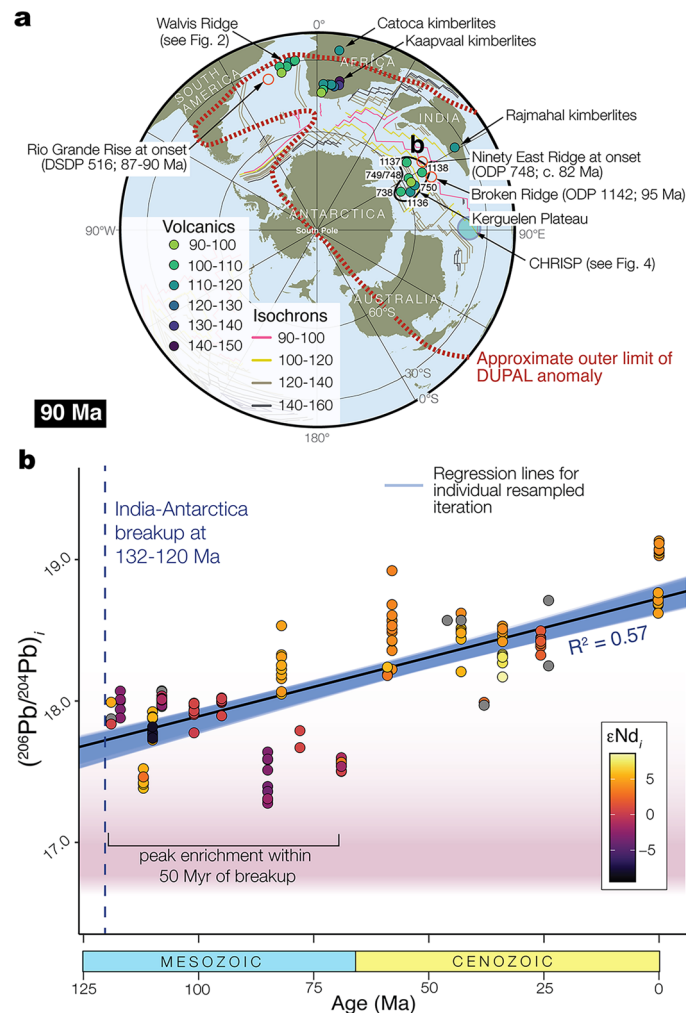 a
Walvis Ridge
(see Fig. 2)
0°
Catoca kimberlites
Kaapvaal kimberlites
SOUTH
AMERICA
AFRICA
INDIA
Rajmahal kimberlites
Rio Grande Rise at onset
(DSDP 516; 87-90 Ma)
b
1137
1138
749/748
750
738
1136
Ninety East Ridge at onset
(ODP 748; c. 82 Ma)
Broken Ridge (ODP 1142; 95 Ma)
Kerguelen Plateau
90°E
CHRISP (see Fig. 4)
ANTARCTICA
South Pole
90°W
Volcanics
90-100
100-110
110-120
120-130
130-140
140-150
Isochrons
90-100
100-120
120-140
140-160
AUSTRALIA
60°S
30°S
0°S
Approximate outer limit of
DUPAL anomaly
90 Ma
180°
b
India-Antarctica
breakup at
132-120 Ma
Regression lines for
individual resampled
iteration
R² = 0.57
(²⁰⁶Pb/²⁰⁴Pb)i
19.0
18.0
17.0
εNdi
5
0
−5
peak enrichment within
50 Myr of breakup
MESOZOIC
CENOZOIC
125
100
75
50
25
0
Age (Ma)